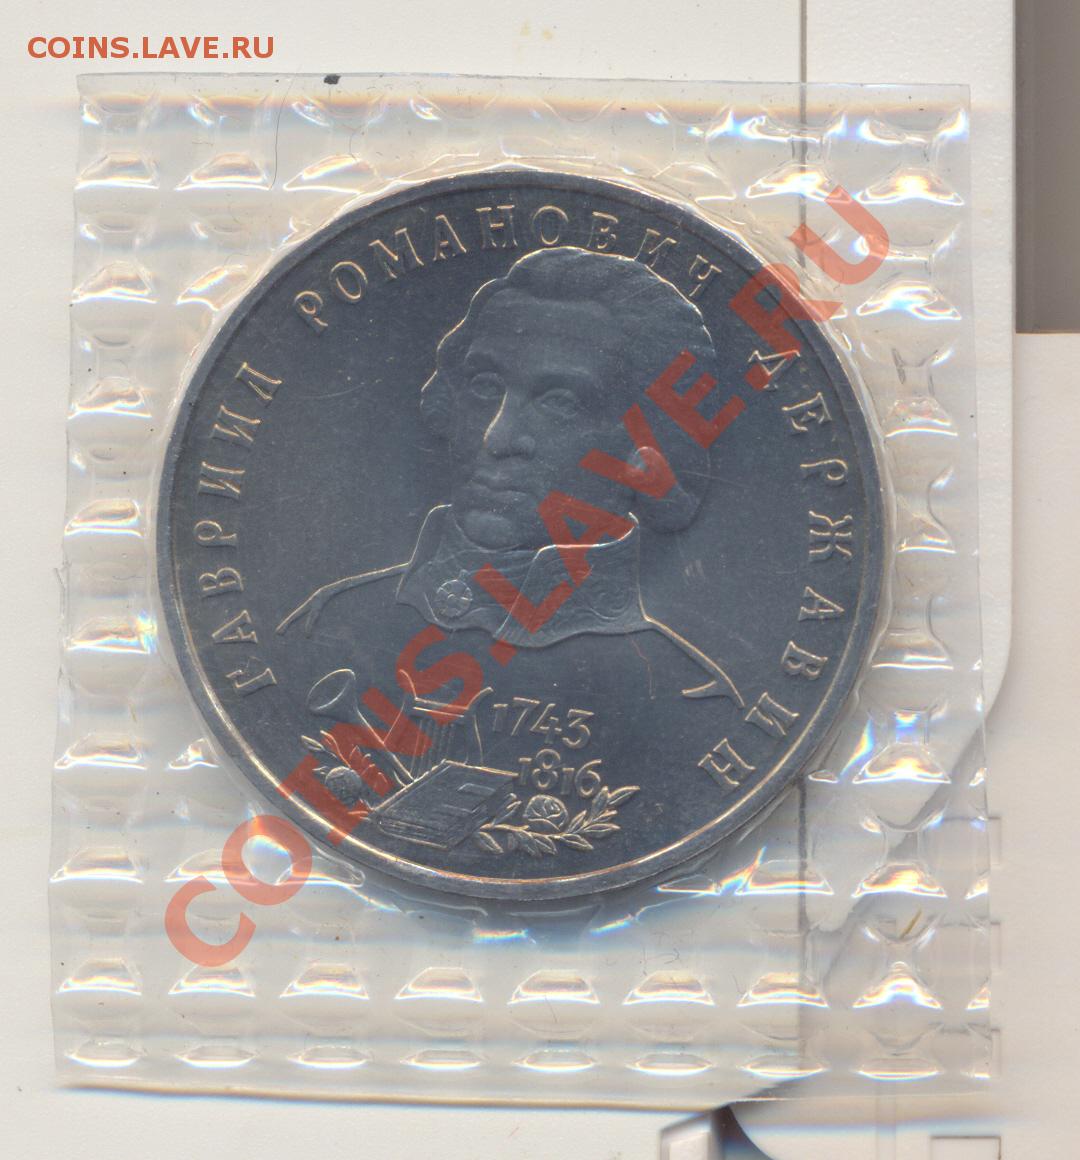 COINS.LAVE.RU
ГАВРИИЛ РОМАНОВИЧ ДЕРЖАВИН
1743
1816
COINS.LAVE.RU